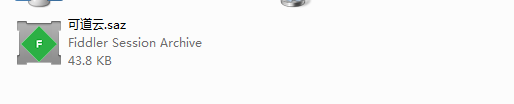 可道云.saz
F
Fiddler Session Archive
43.8 KB